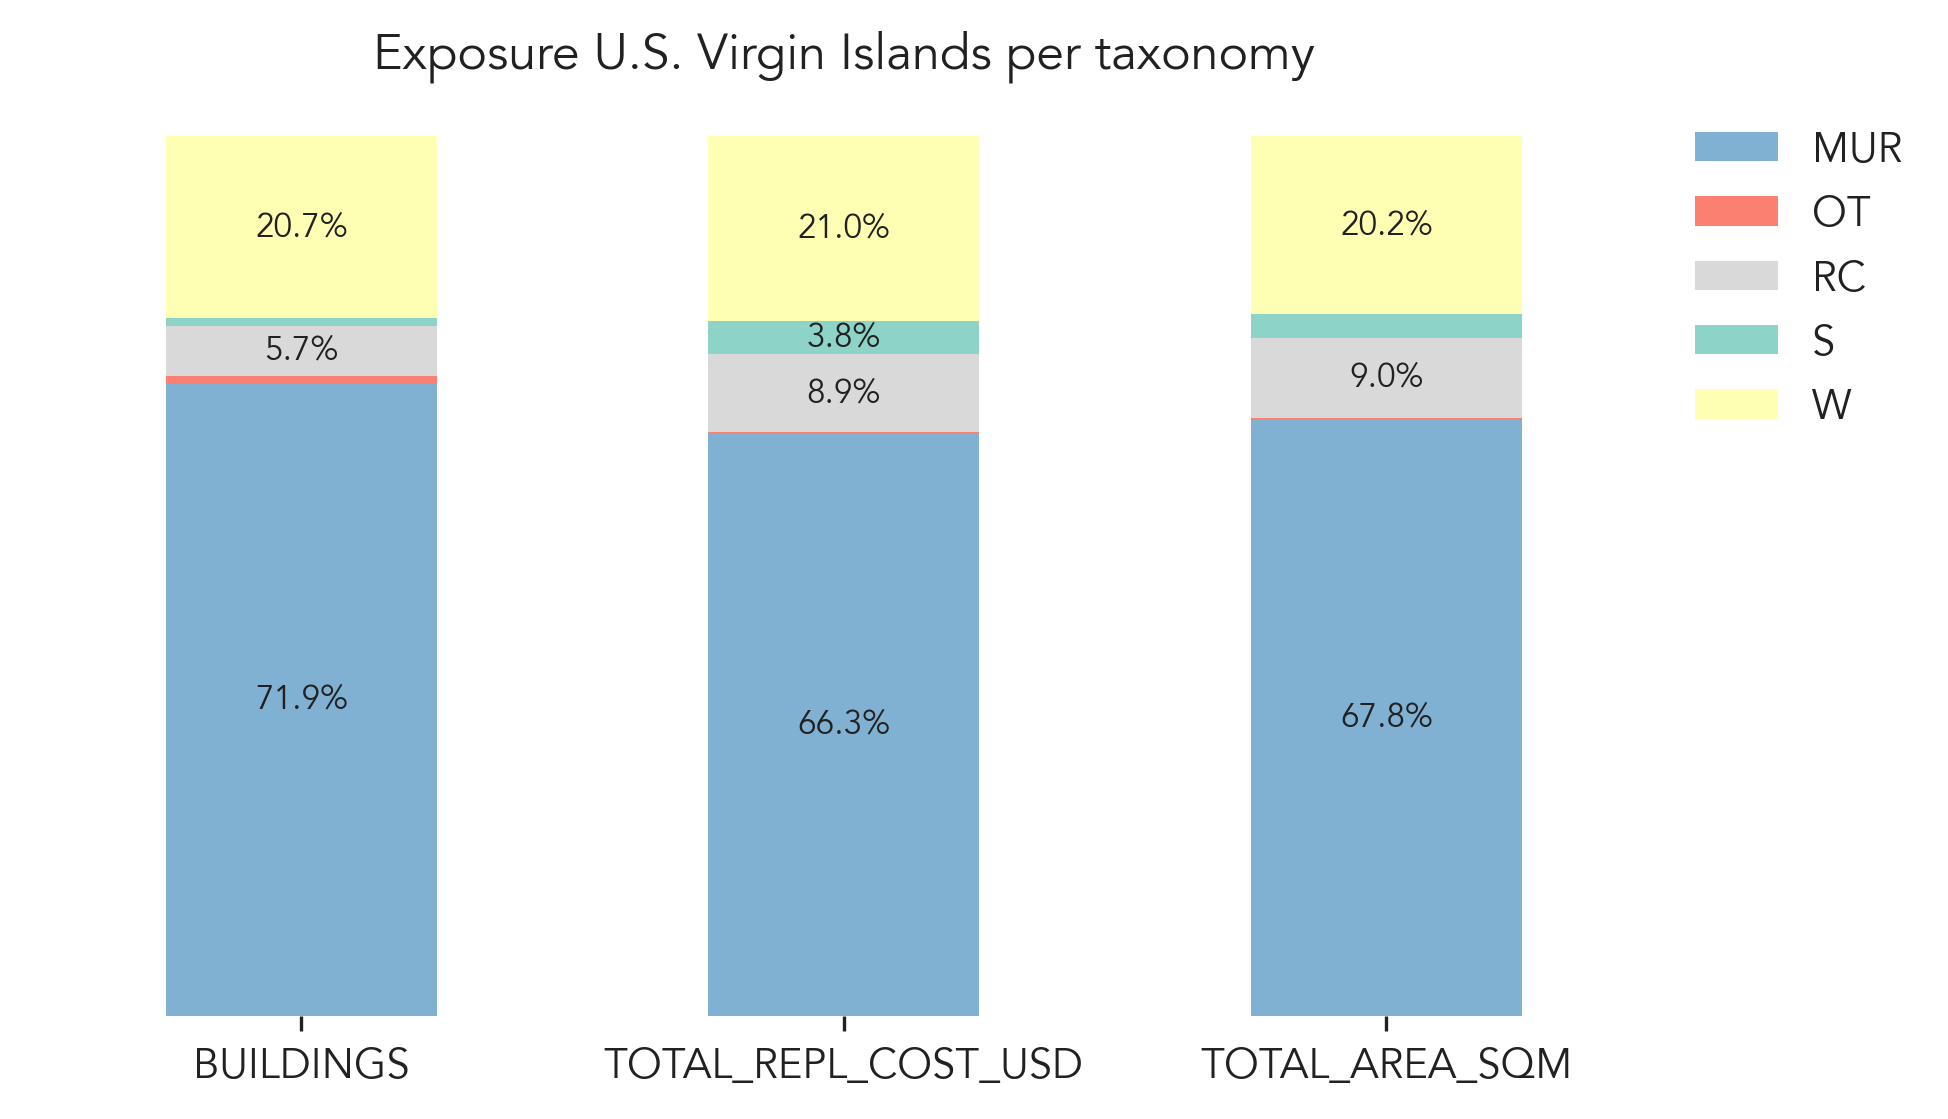 Exposure U.S. Virgin Islands per taxonomy
20.7%
5.7%
71.9%
21.0%
3.8%
8.9%
66.3%
20.2%
9.0%
67.8%
MUR
OT
RC
S
W
BUILDINGS
TOTAL_REPL_COST_USD
TOTAL_AREA_SQM